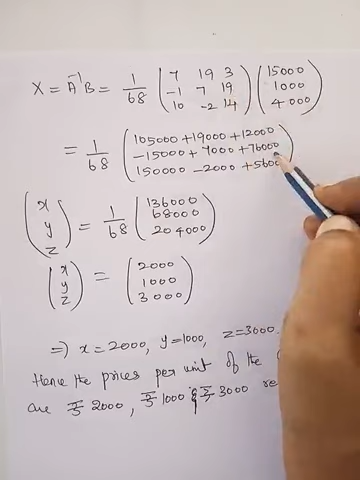 X = A⁻¹B = 1/68 (7 19 3; -1 7 19; 10 -2 14) (15000; 1000; 4000)
= 1/68 (105000 + 19000 + 12000; -15000 + 7000 + 76000; 150000 - 2000 + 5600)
(x; y; z) = 1/68 (136000; 68000; 204000)
(x; y; z) = (2000; 1000; 3000)
⇒) x = 2000, y = 1000, z = 3000.
Hence the prices per unit of the
are ₹ 2000, ₹ 1000 & ₹ 3000 re